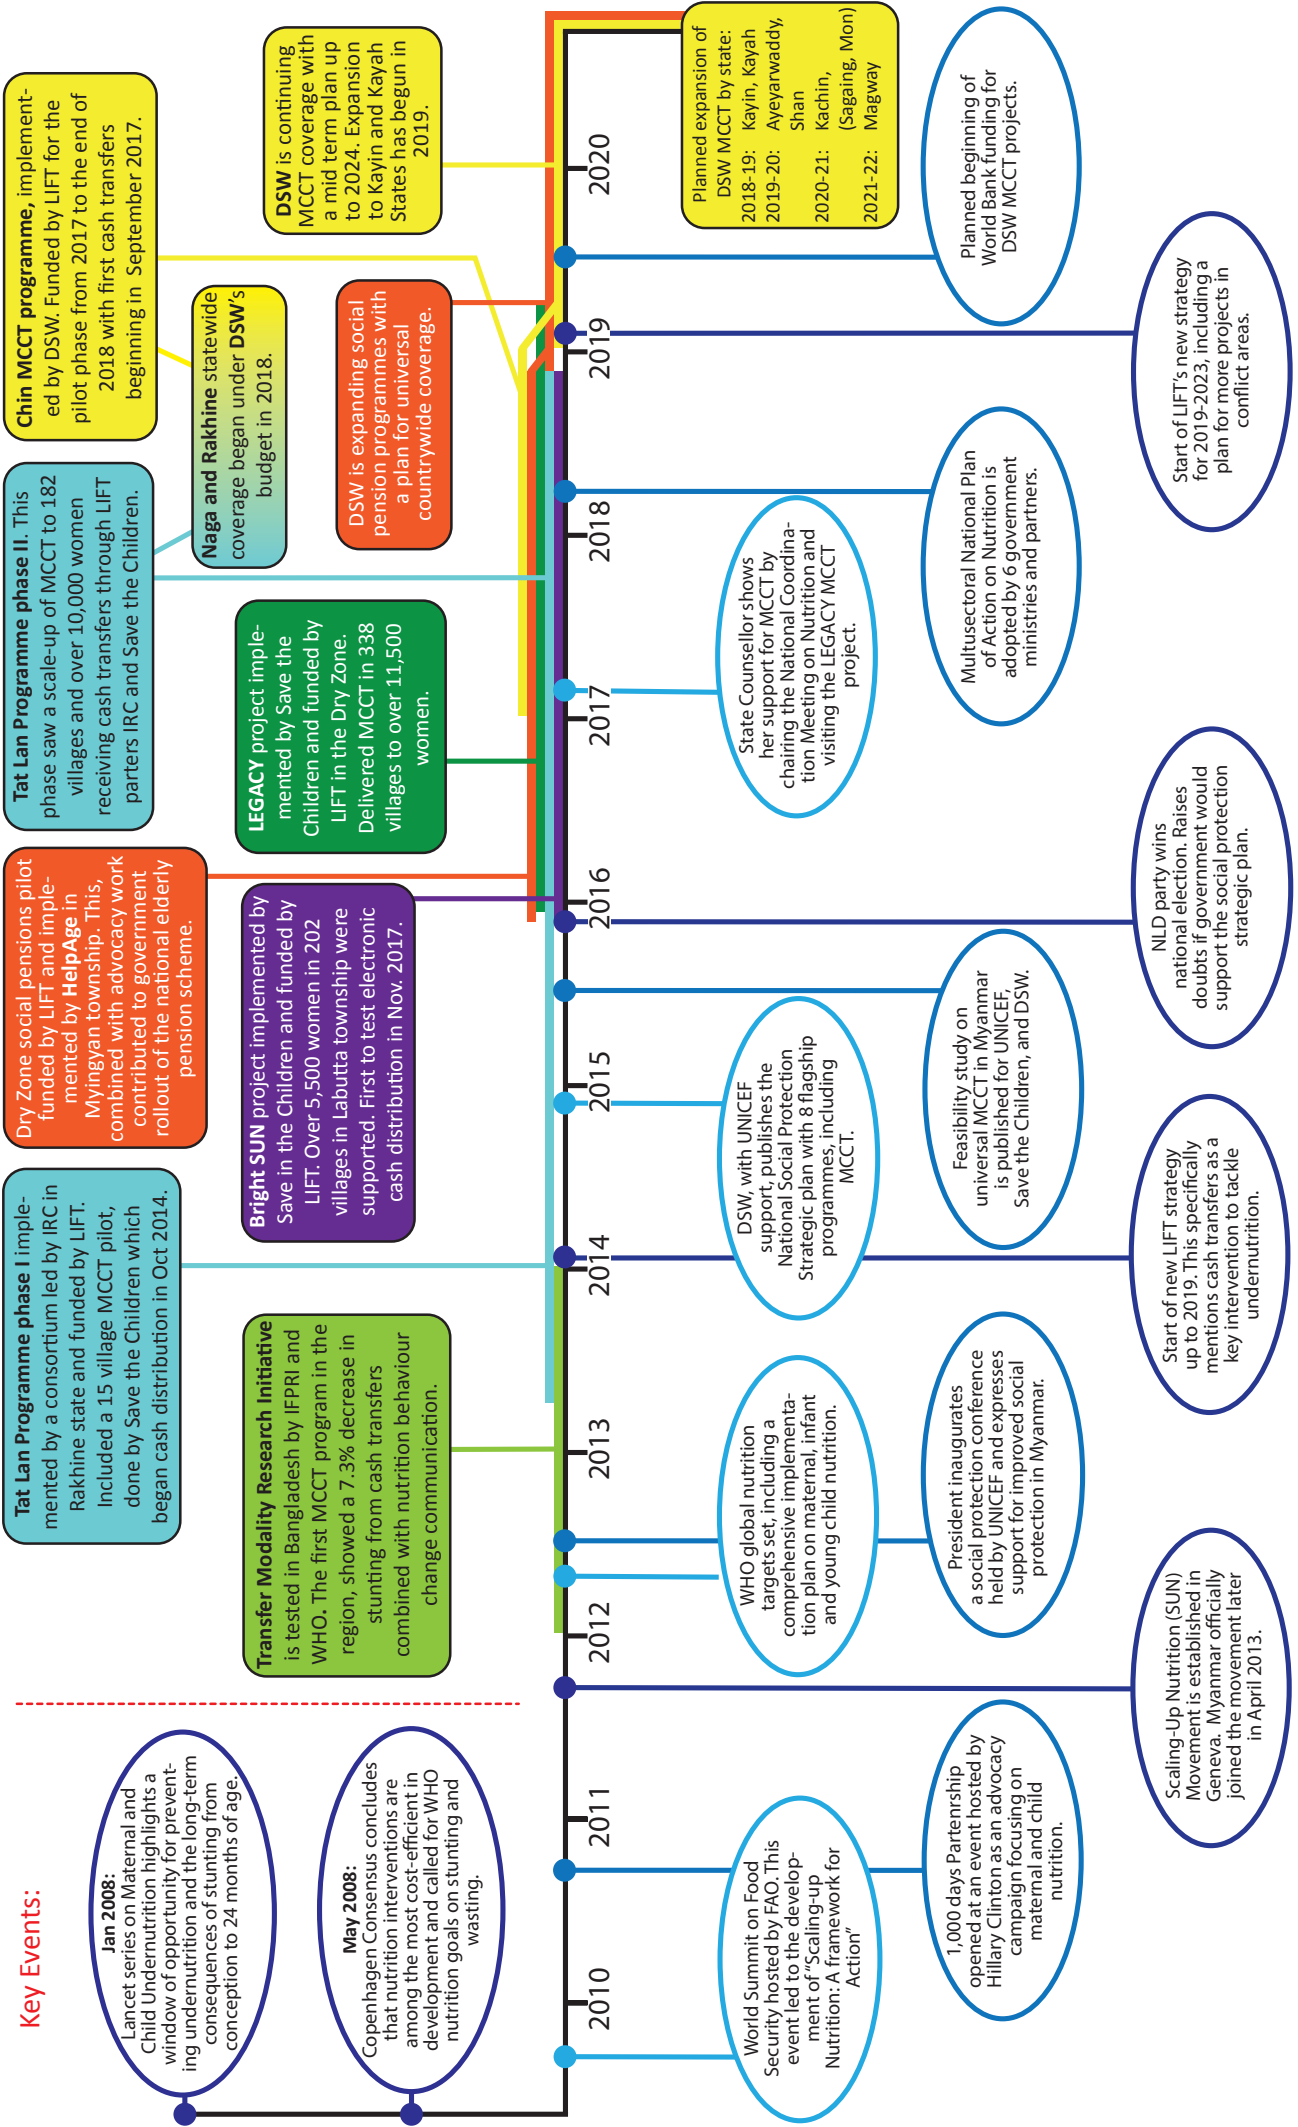 Key Events:
Jan 2008:
Lancet series on Maternal and
Child Undernutrition highlights a
window of opportunity for prevent-
ing undernutrition and the long-term
consequences of stunting from
conception to 24 months of age.
May 2008:
Copenhagen Consensus concludes
that nutrition interventions are
among the most cost-efficient in
development and called for WHO
nutrition goals on stunting and
wasting.
Tat Lan Programme phase I imple-
mented by a consortium led by IRC in
Rakhine state and funded by LIFT.
Included a 15 village MCCT pilot,
done by Save the Children which
began cash distribution in Oct 2014.
Dry Zone social pensions pilot
funded by LIFT and imple-
mented by HelpAge in
Myingyan township. This,
combined with advocacy work
contributed to government
rollout of the national elderly
pension scheme.
Tat Lan Programme phase II. This
phase saw a scale-up of MCCT to 182
villages and over 10,000 women
receiving cash transfers through LIFT
parters IRC and Save the Children.
Chin MCCT programme, implement-
ed by DSW. Funded by LIFT for the
pilot phase from 2017 to the end of
2018 with first cash transfers
beginning in September 2017.
Transfer Modality Research Initiative
is tested in Bangladesh by IFPRI and
WHO. The first MCCT program in the
region, showed a 7.3% decrease in
stunting from cash transfers
combined with nutrition behaviour
change communication.
Bright SUN project implemented by
Save in the Children and funded by
LIFT. Over 5,500 women in 202
villages in Labutta township were
supported. First to test electronic
cash distribution in Nov. 2017.
LEGACY project imple-
mented by Save the
Children and funded by
LIFT in the Dry Zone.
Delivered MCCT in 338
villages to over 11,500
women.
Naga and Rakhine statewide
coverage began under DSW's
budget in 2018.
DSW is expanding social
pension programmes with
a plan for universal
countrywide coverage.
DSW is continuing
MCCT coverage with
a mid term plan up
to 2024. Expansion
to Kayin and Kayah
States has begun in
2019.
2010
2011
2012
2013
2014
2015
2016
2017
2018
2019
2020
Planned expansion of
DSW MCCT by state:
2018-19: Kayin, Kayah
2019-20: Ayeyarwaddy,
Shan
2020-21: Kachin,
(Sagaing, Mon)
2021-22: Magway
World Summit on Food
Security hosted by FAO. This
event led to the develop-
ment of "Scaling-up
Nutrition: A framework for
Action"
WHO global nutrition
targets set, including a
comprehensive implementa-
tion plan on maternal, infant
and young child nutrition.
DSW, with UNICEF
support, publishes the
National Social Protection
Strategic plan with 8 flagship
programmes, including
MCCT.
State Counsellor shows
her support for MCCT by
chairing the National Coordina-
tion Meeting on Nutrition and
visiting the LEGACY MCCT
project.
1,000 days Partenrship
opened at an event hosted by
Hillary Clinton as an advocacy
campaign focusing on
maternal and child
nutrition.
President inaugurates
a social protection conference
held by UNICEF and expresses
support for improved social
protection in Myanmar.
Feasibility study on
universal MCCT in Myanmar
is published for UNICEF,
Save the Children, and DSW.
Multusectoral National Plan
of Action on Nutrition is
adopted by 6 government
ministries and partners.
Planned beginning of
World Bank funding for
DSW MCCT projects.
Scaling-Up Nutrition (SUN)
Movement is established in
Geneva. Myanmar officially
joined the movement later
in April 2013.
Start of new LIFT strategy
up to 2019. This specifically
mentions cash transfers as a
key intervention to tackle
undernutrition.
NLD party wins
national election. Raises
doubts if government would
support the social protection
strategic plan.
Start of LIFT's new strategy
for 2019-2023, including a
plan for more projects in
conflict areas.